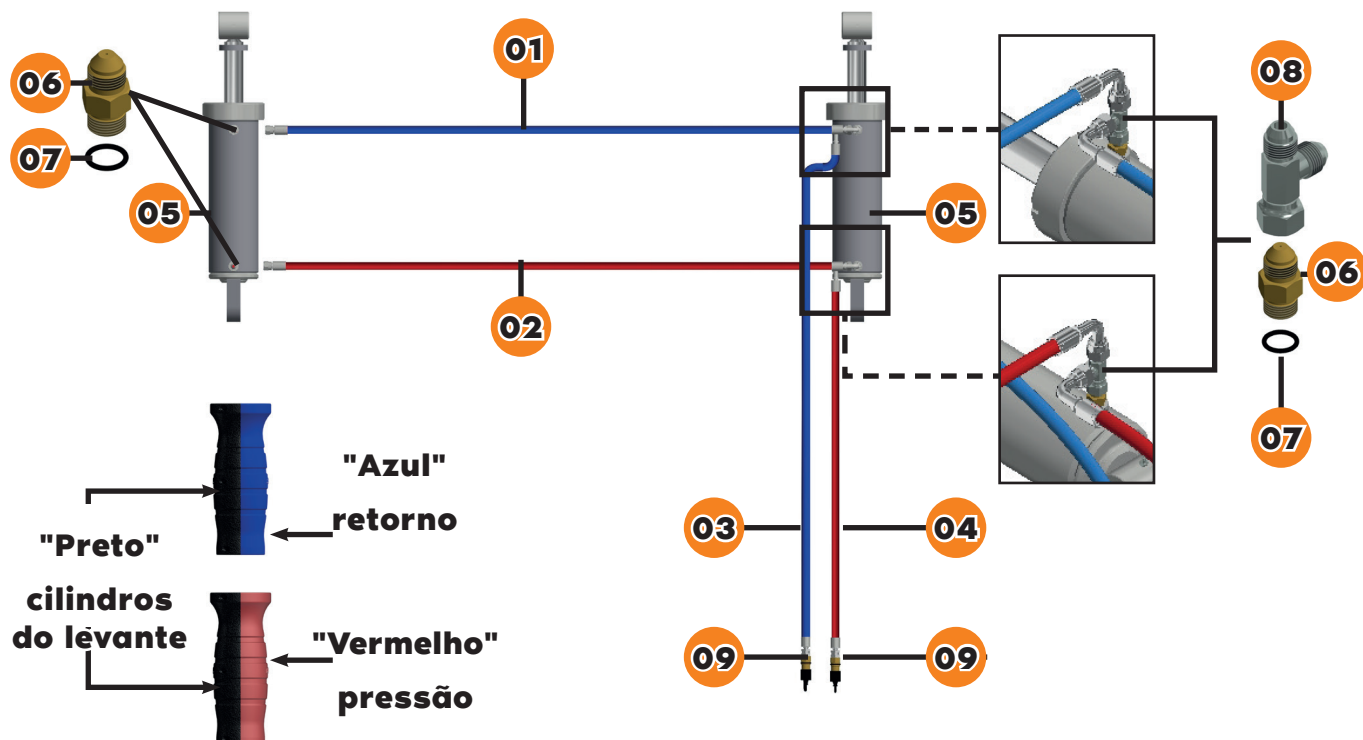 01
06
08
07
05
05
06
02
07
"Azul"
retorno
"Preto"
cilindros
do levante
"Vermelho"
pressão
03
04
09
09